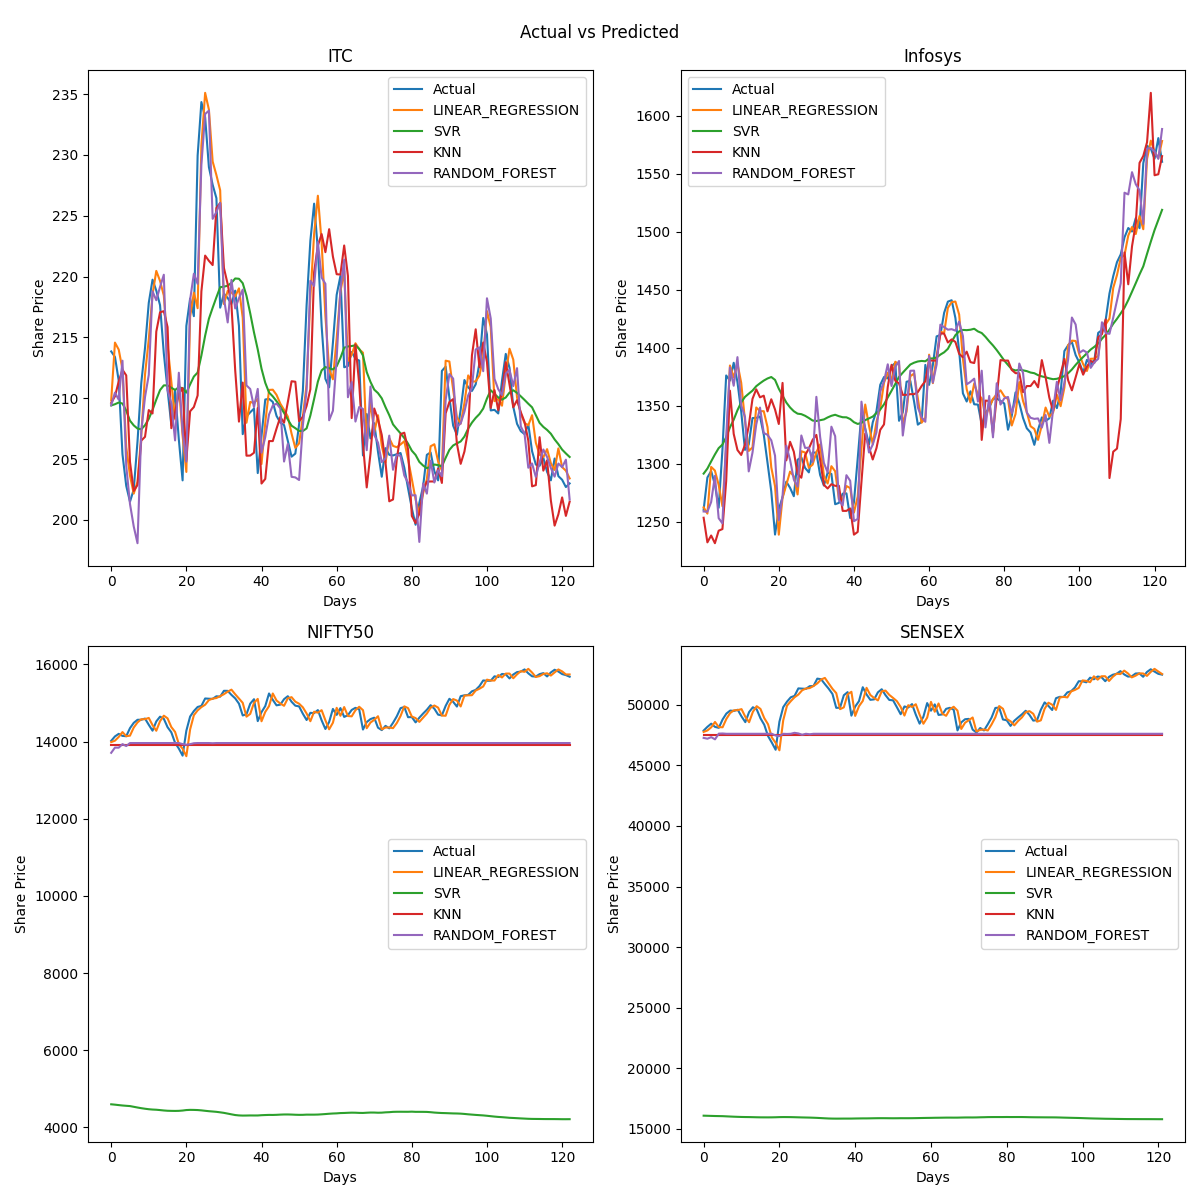 Actual vs Predicted
ITC
235
230
225
220
215
210
205
200
Share Price
0 20 40 60 80 100 120
Days
Actual
LINEAR_REGRESSION
SVR
KNN
RANDOM_FOREST
Infosys
1600
1550
1500
1450
1400
1350
1300
1250
Share Price
0 20 40 60 80 100 120
Days
Actual
LINEAR_REGRESSION
SVR
KNN
RANDOM_FOREST
NIFTY50
16000
14000
12000
10000
8000
6000
4000
Share Price
0 20 40 60 80 100 120
Days
Actual
LINEAR_REGRESSION
SVR
KNN
RANDOM_FOREST
SENSEX
50000
45000
40000
35000
30000
25000
20000
15000
Share Price
0 20 40 60 80 100 120
Days
Actual
LINEAR_REGRESSION
SVR
KNN
RANDOM_FOREST